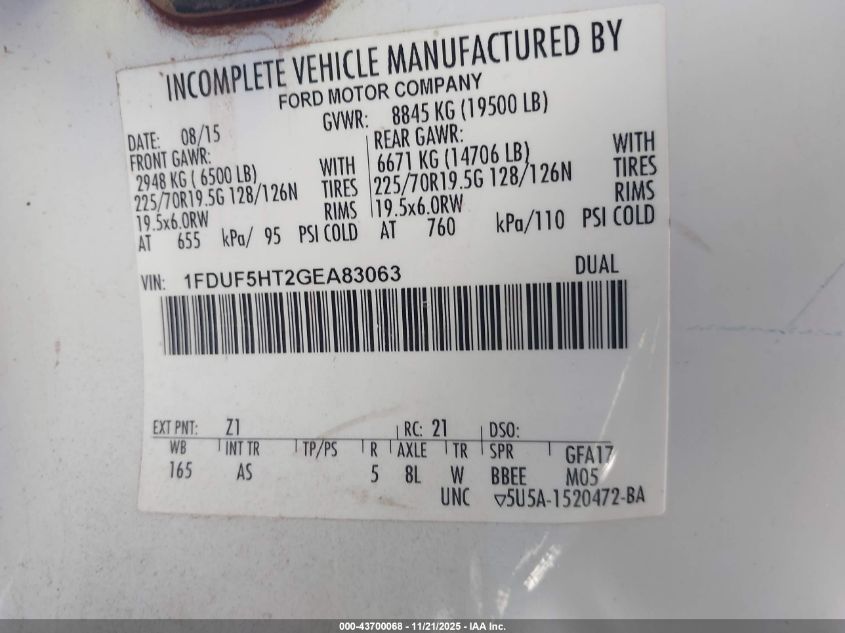 INCOMPLETE VEHICLE MANUFACTURED BY
FORD MOTOR COMPANY
DATE: 08/15 GVWR: 8845 KG (19500 LB)
FRONT GAWR: REAR GAWR:
2948 KG ( 6500 LB) WITH 6671 KG (14706 LB) WITH
225/70R19.5G 128/126N TIRES 225/70R19.5G 128/126N TIRES
19.5x6.0RW RIMS 19.5x6.0RW RIMS
AT 655 kPa/ 95 PSI COLD AT 760 kPa/110 PSI COLD
VIN: 1FDUF5HT2GEA83063 DUAL
EXT PNT: Z1 RC: 21 DSO:
WB INT TR TP/PS R AXLE TR SPR GFA17
165 AS 5 8L W BBEE M05
UNC ▽5U5A-1520472-BA
000-43700068 - 11/21/2025 - IAA Inc.